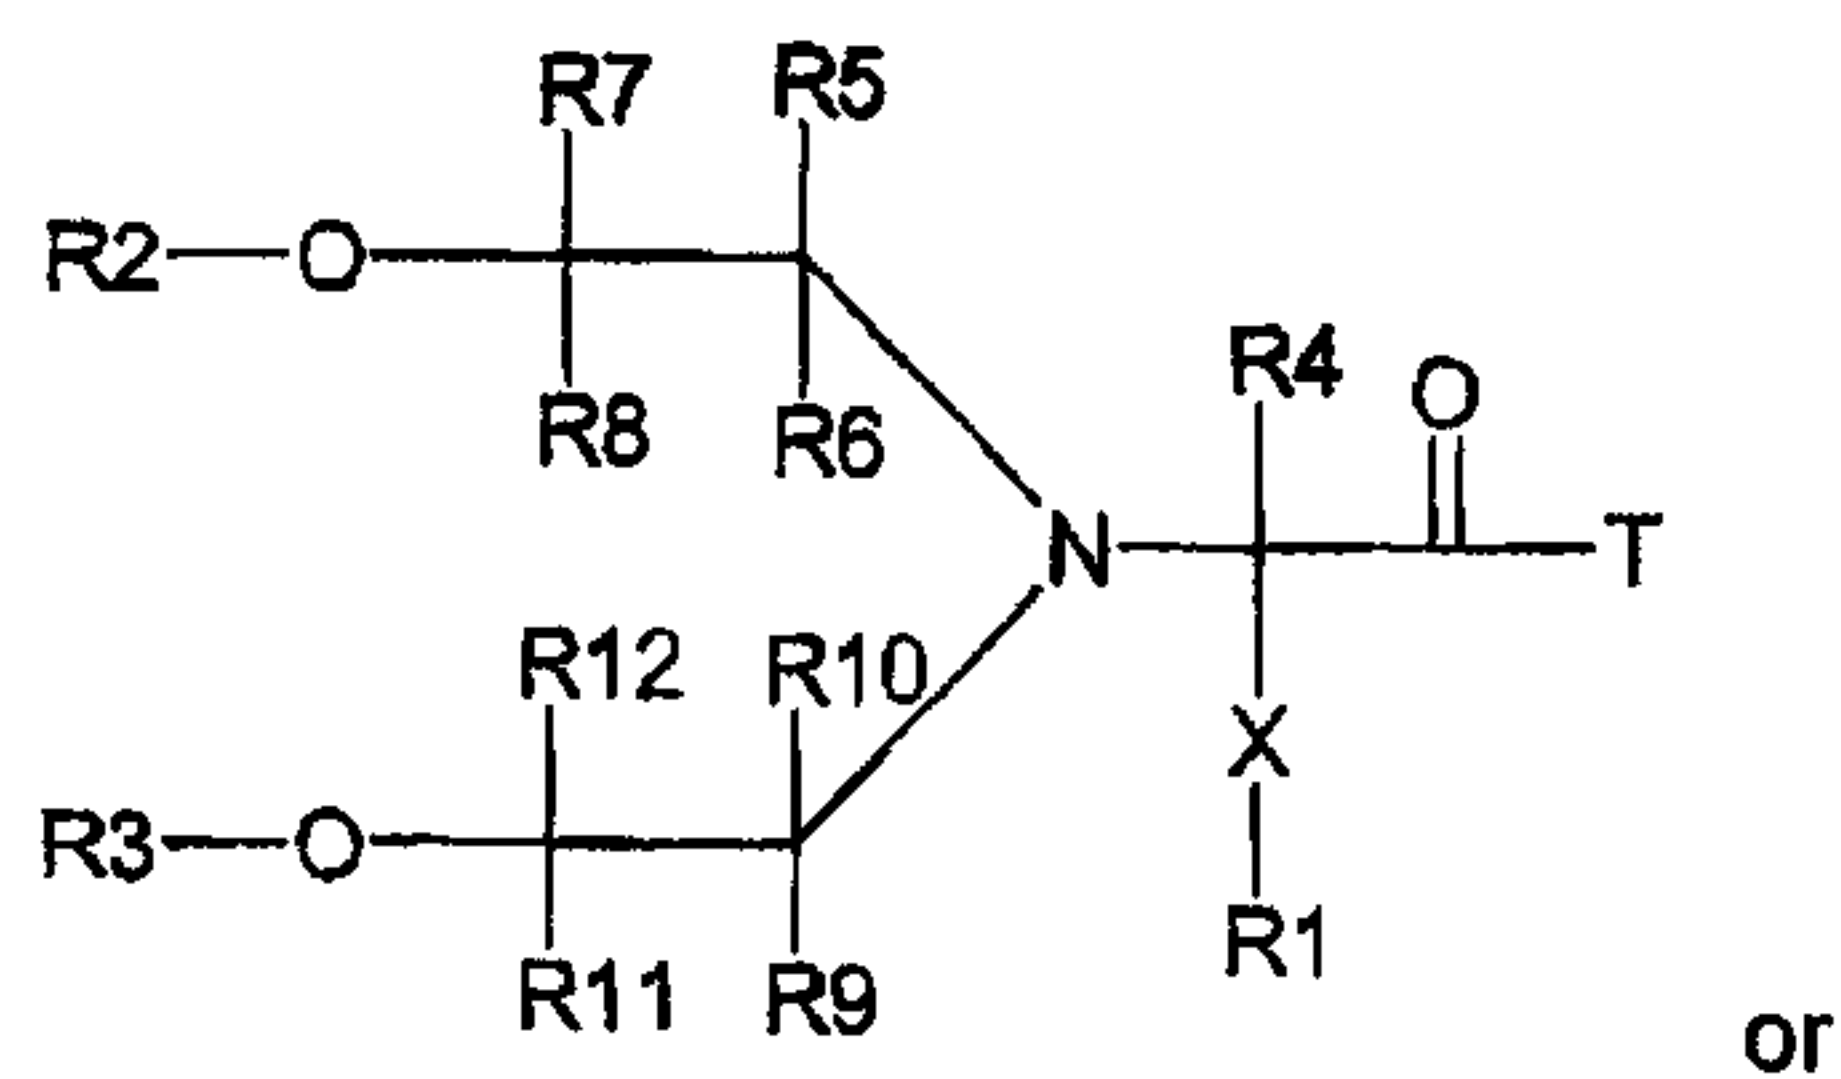 R7 R5
R2 O
R4 O
R8 R6
N T
R12 R10
X
R3 O
R1
R11 R9
or